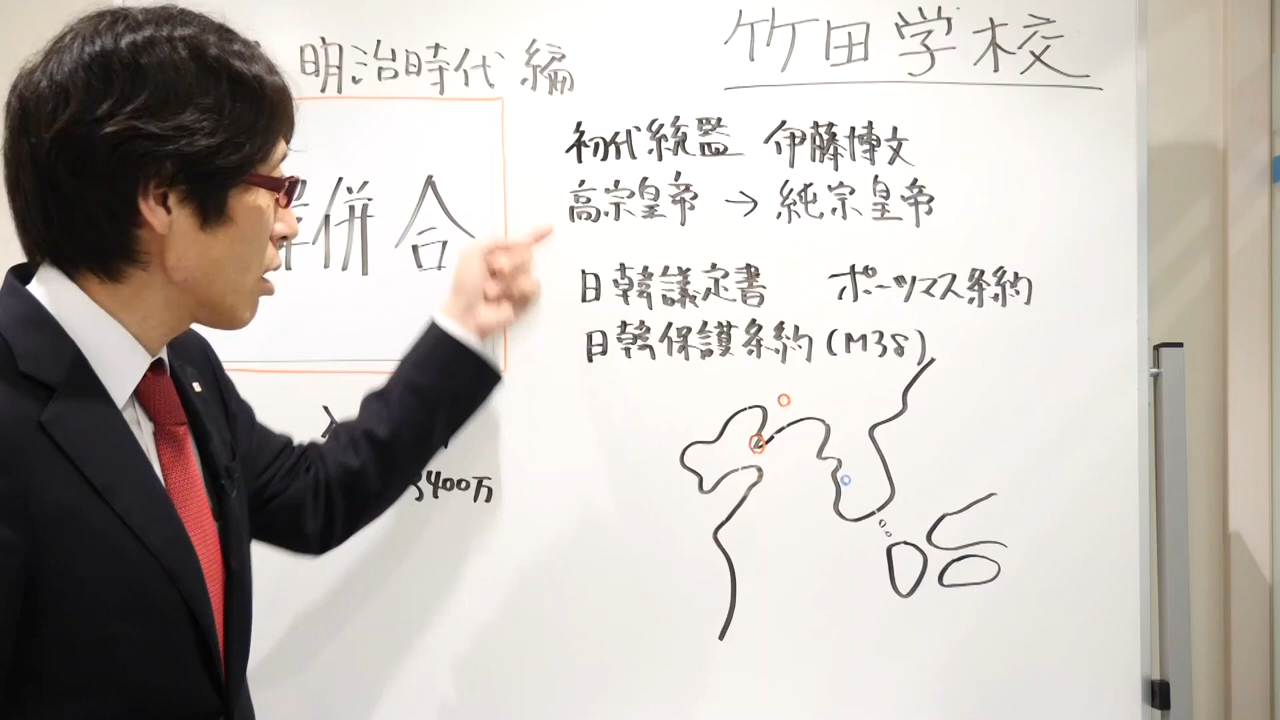 明治時代編
竹田学校
併合
初代統監 伊藤博文
高宗皇帝 → 純宗皇帝
日韓議定書 ポーツマス条約
日韓保護条約(M38)
400万